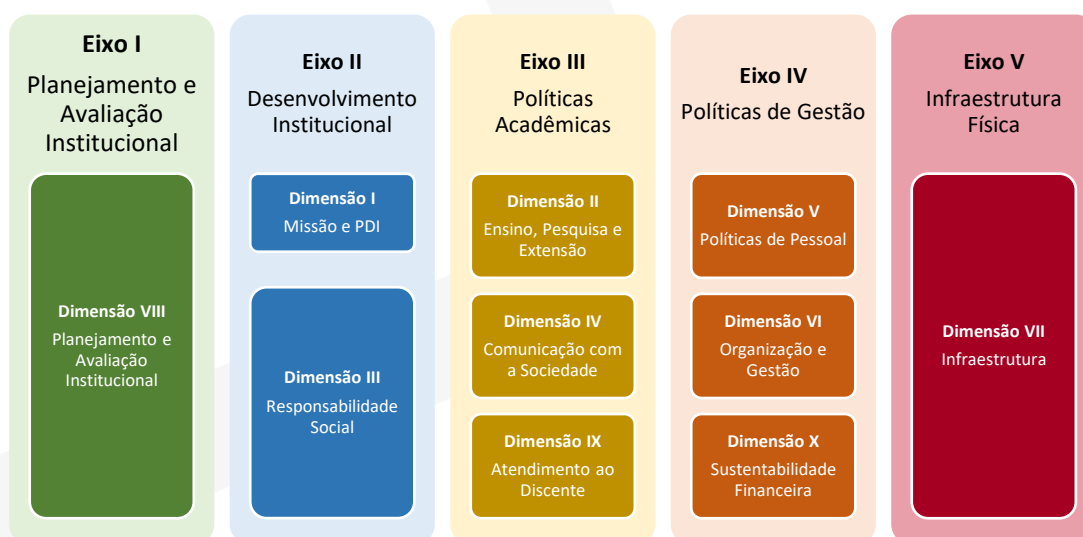 Eixo I
Planejamento e
Avaliação
Institucional
Dimensão VIII
Planejamento e
Avaliação
Institucional
Eixo II
Desenvolvimento
Institucional
Dimensão I
Missão e PDI
Dimensão III
Responsabilidade
Social
Eixo III
Políticas
Acadêmicas
Dimensão II
Ensino, Pesquisa e
Extensão
Dimensão IV
Comunicação com
a Sociedade
Dimensão IX
Atendimento ao
Discente
Eixo IV
Políticas de Gestão
Dimensão V
Políticas de Pessoal
Dimensão VI
Organização e
Gestão
Dimensão X
Sustentabilidade
Financeira
Eixo V
Infraestrutura
Física
Dimensão VII
Infraestrutura